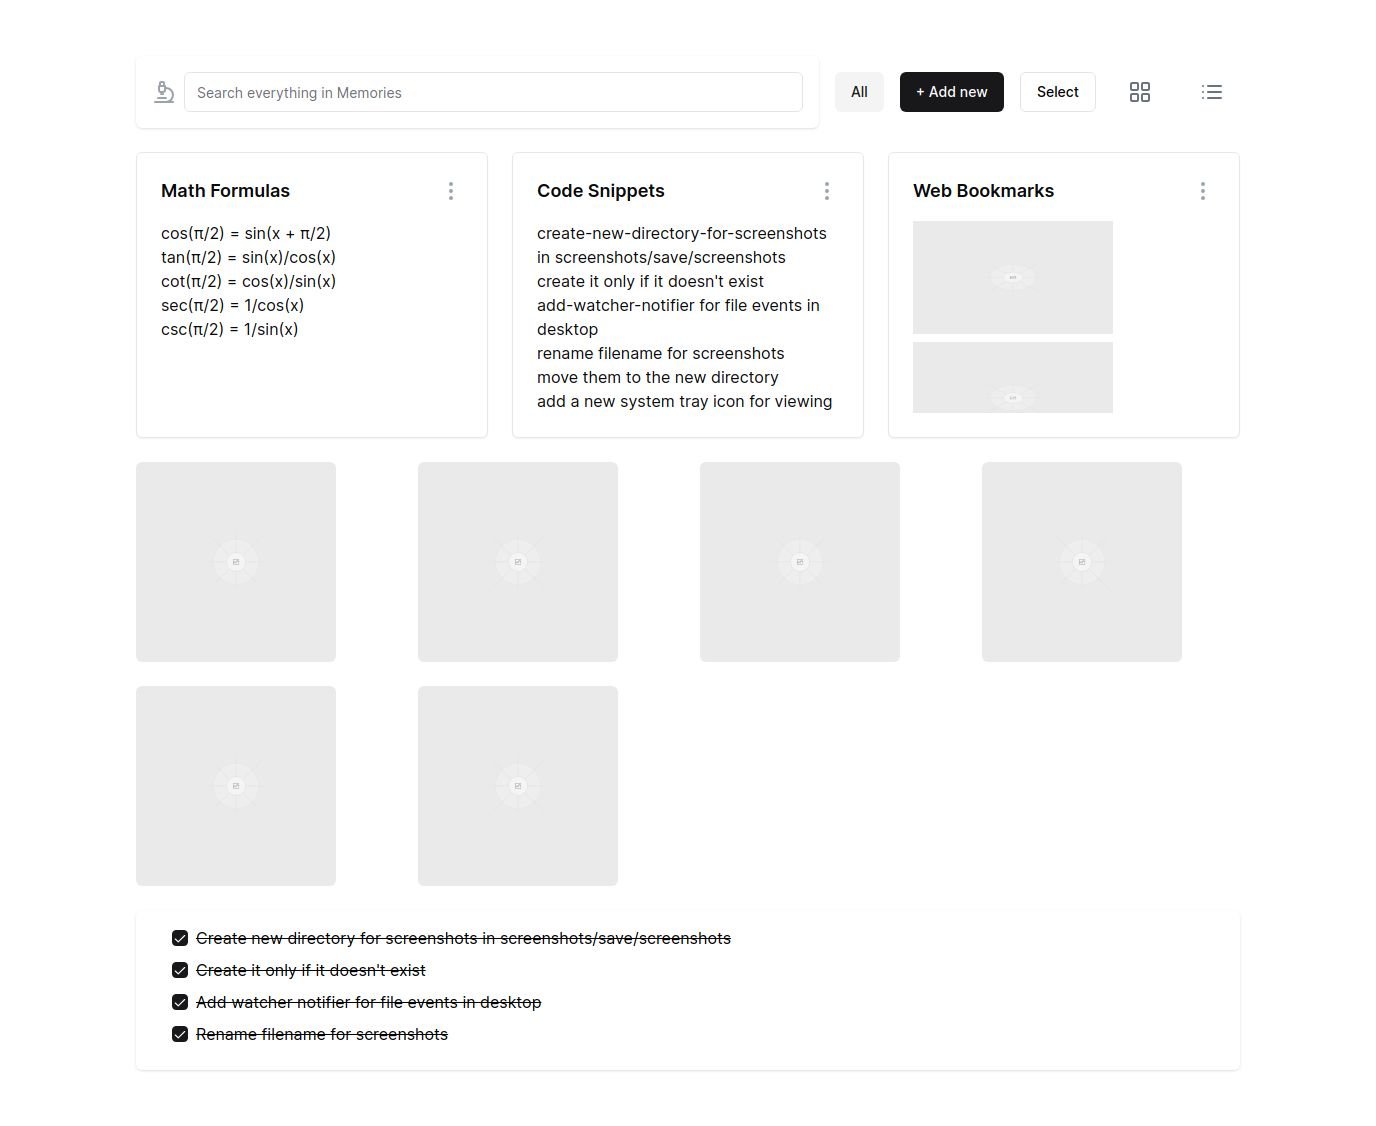 Search everything in Memories
All
+ Add new
Select
Math Formulas
cos(π/2) = sin(x + π/2)
tan(π/2) = sin(x)/cos(x)
cot(π/2) = cos(x)/sin(x)
sec(π/2) = 1/cos(x)
csc(π/2) = 1/sin(x)
Code Snippets
create-new-directory-for-screenshots
in screenshots/save/screenshots
create it only if it doesn't exist
add-watcher-notifier for file events in
desktop
rename filename for screenshots
move them to the new directory
add a new system tray icon for viewing
Web Bookmarks
Create new directory for screenshots in screenshots/save/screenshots
Create it only if it doesn't exist
Add watcher notifier for file events in desktop
Rename filename for screenshots